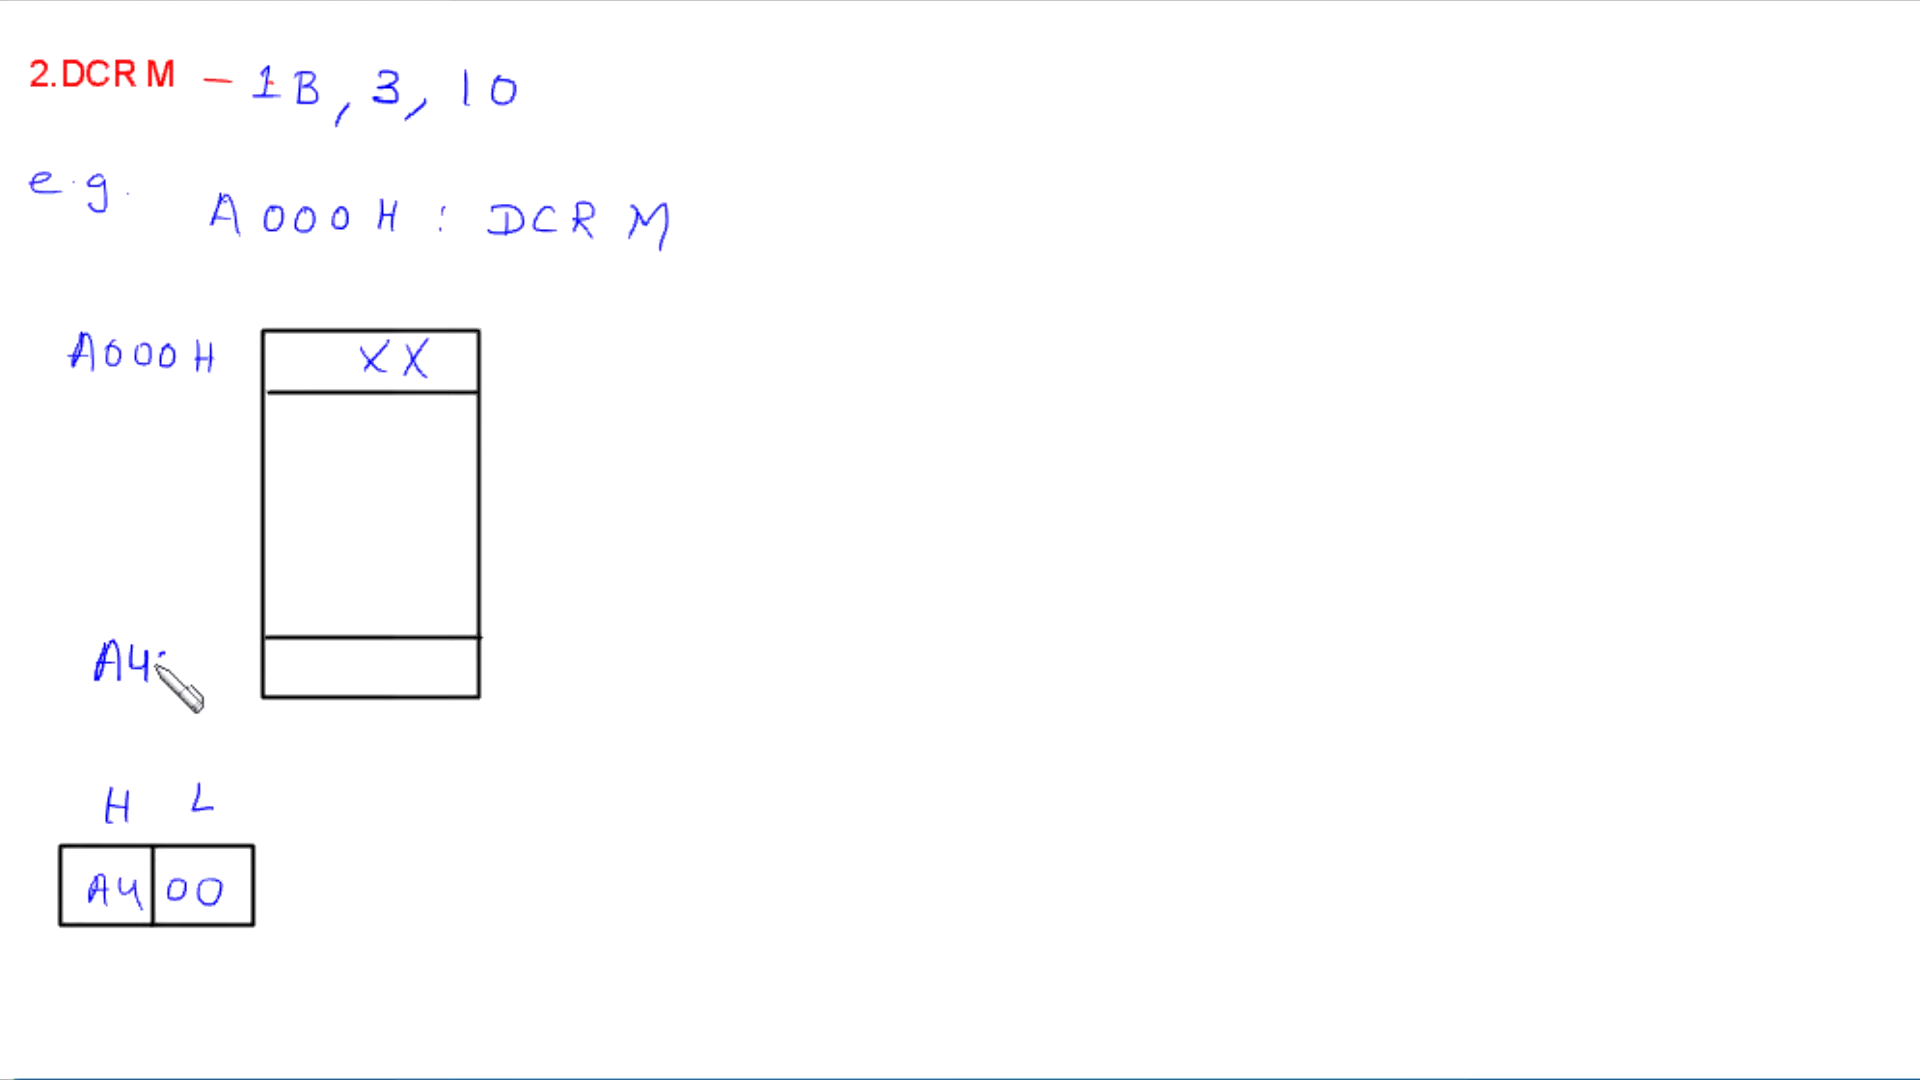 2.DCR M - 1B, 3, 10
e.g. A000H : DCR M
A000H XX
A4
H L
A4 00